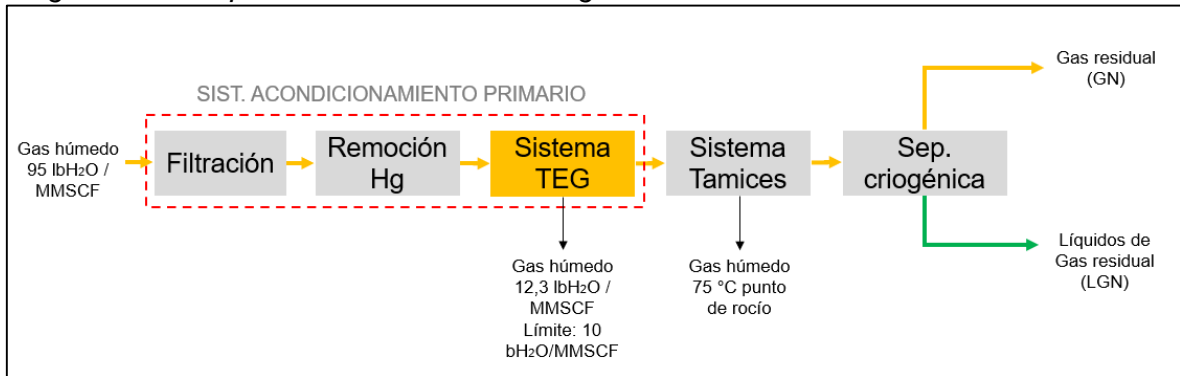 SIST. ACONDICIONAMIENTO PRIMARIO
Gas húmedo
95 lbH2O /
MMSCF
Filtración
Remoción
Hg
Sistema
TEG
Sistema
Tamices
Sep.
criogénica
Gas residual
(GN)
Gas húmedo
12,3 lbH2O /
MMSCF
Límite: 10
bH2O/MMSCF
Gas húmedo
75 °C punto
de rocío
Líquidos de
Gas residual
(LGN)